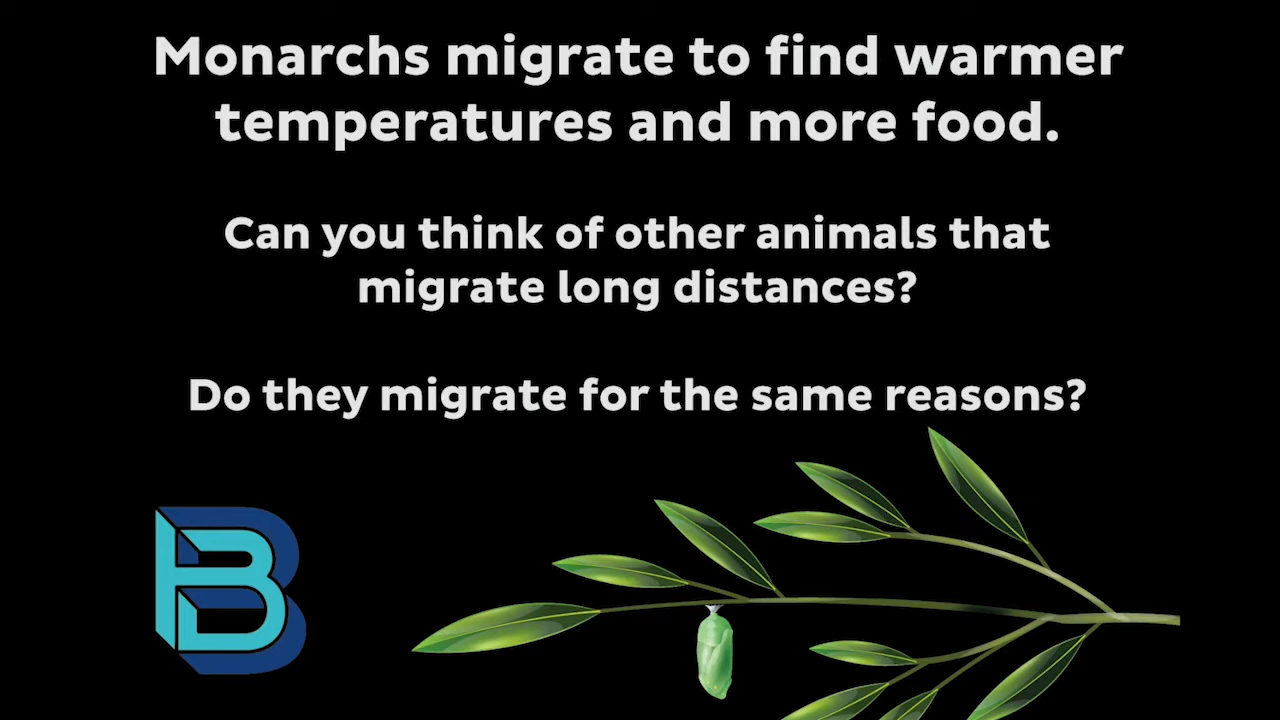 Monarchs migrate to find warmer
temperatures and more food.
Can you think of other animals that
migrate long distances?
Do they migrate for the same reasons?
B